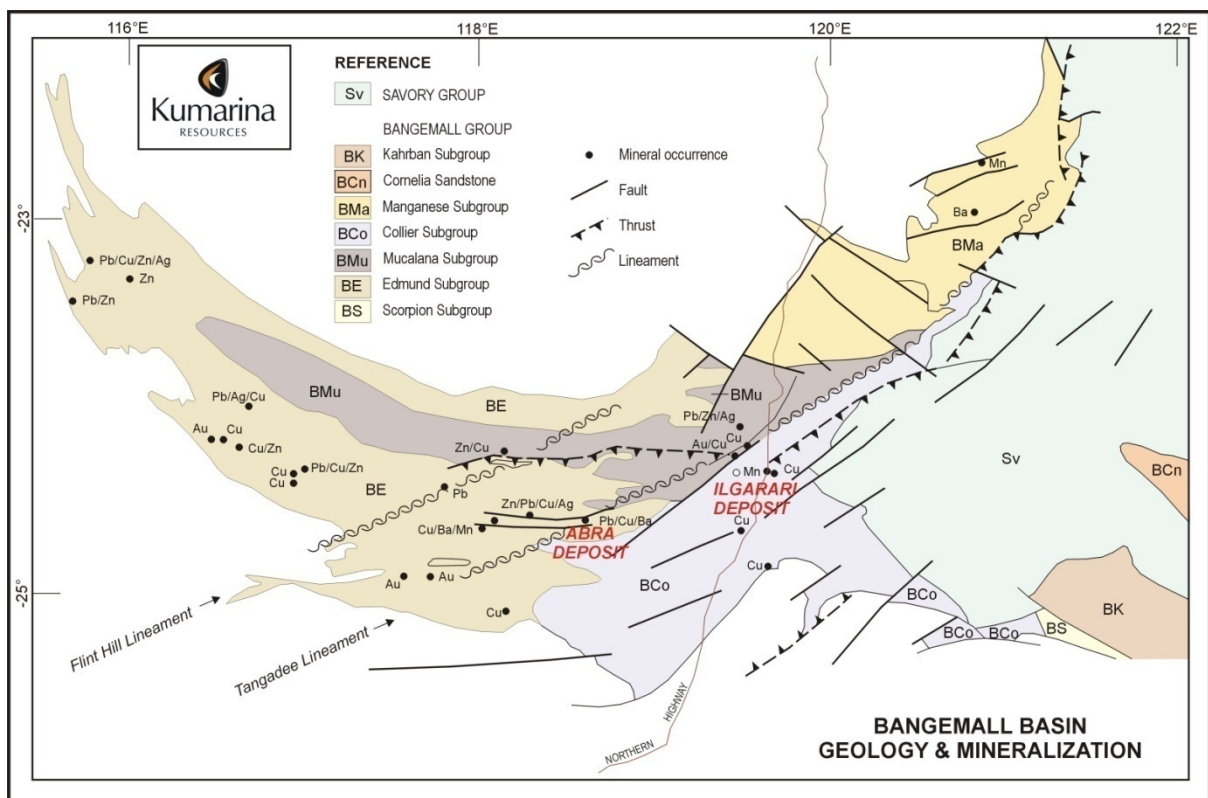 116°E
118°E
120°E
122°E
Kumarina
RESOURCES
REFERENCE
Sv SAVORY GROUP
BANGEMALL GROUP
BK Kahrban Subgroup
BCn Cornelia Sandstone
BMa Manganese Subgroup
BCo Collier Subgroup
BMu Mucalana Subgroup
BE Edmund Subgroup
BS Scorpion Subgroup
Mineral occurrence
Fault
Thrust
Lineament
-23°
-25°
Mn
Ba
BMa
Pb/Cu/Zn/Ag
Zn
Pb/Zn
BMu
BE
BMu
Pb/Ag/Cu
Pb/Zn/Ag
Au
Cu
Cu/Zn
Zn/Cu
Au/Cu
Cu
Cu
Pb/Cu/Zn
Cu
Mn
Cu
Sv
BCn
BE
Pb
ILGARARI
DEPOSIT
Zn/Pb/Cu/Ag
Cu/Ba/Mn
Pb/Cu/Ba
ABRA
DEPOSIT
Cu
Cu
Au
Au
Cu
BCo
BCo
BCo
BCo
BS
BK
Flint Hill Lineament
Tangadee Lineament
NORTHERN
HIGHWAY
BANGEMALL BASIN
GEOLOGY & MINERALIZATION